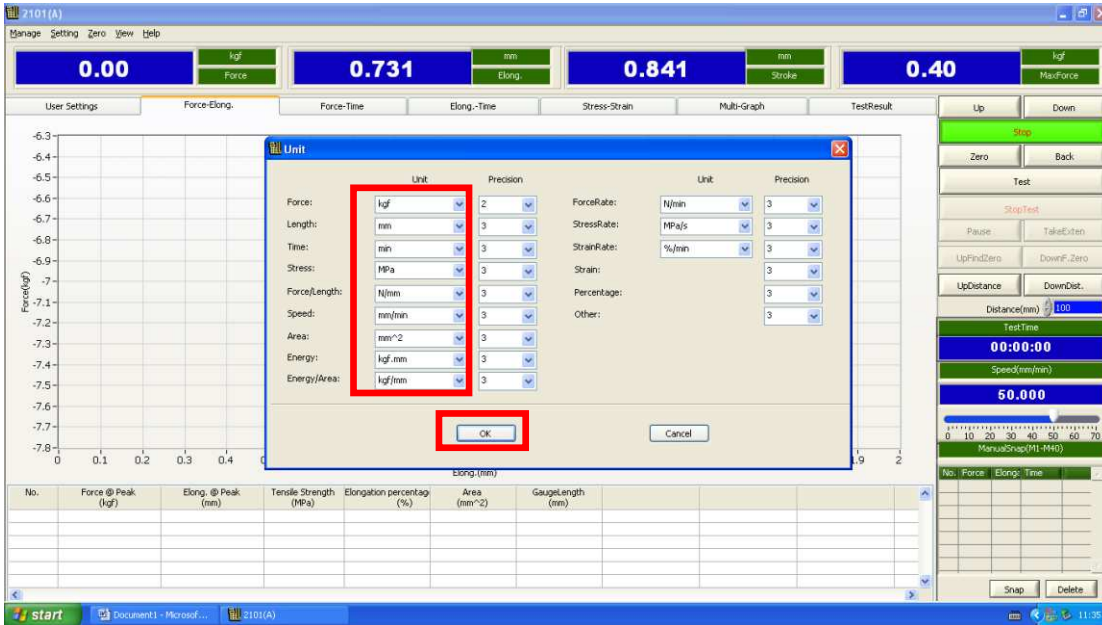 2101(A)
Manage Setting Zero View Help
0.00 kgf Force 0.731 mm Elong. 0.841 mm Stroke 0.40 kgf MaxForce
User Settings Force-Elong. Force-Time Elong.-Time Stress-Strain Multi-Graph TestResult
Up Down
Stop
Zero Back
Test
StopTest
Pause TakeExten
UpFindZero DownF.Zero
UpDistance DownDist.
Distance(mm) 100
TestTime
00:00:00
Speed(mm/min)
50.000
0 10 20 30 40 50 60 70
ManualSnap(M1-M40)
No. Force Elong: Time
Snap Delete
Force(kgf)
-6.3
-6.4
-6.5
-6.6
-6.7
-6.8
-6.9
-7
-7.1
-7.2
-7.3
-7.4
-7.5
-7.6
-7.7
-7.8
0 0.1 0.2 0.3 0.4 1.9 2
Elong.(mm)
Unit
Unit Precision Unit Precision
Force: kgf 2 ForceRate: N/min 3
Length: mm 3 StressRate: MPa/s 3
Time: min 3 StrainRate: %/min 3
Stress: MPa 3 Strain: 3
Force/Length: N/mm 3 Percentage: 3
Speed: mm/min 3 Other: 3
Area: mm^2 3
Energy: kgf.mm 3
Energy/Area: kgf/mm 3
OK Cancel
No. Force @ Peak Elong. @ Peak Tensile Strength Elongation percentag Area GaugeLength
(kgf) (mm) (MPa) (%) (mm^2) (mm)
start Document1 - Microsof... 2101(A) 11:35